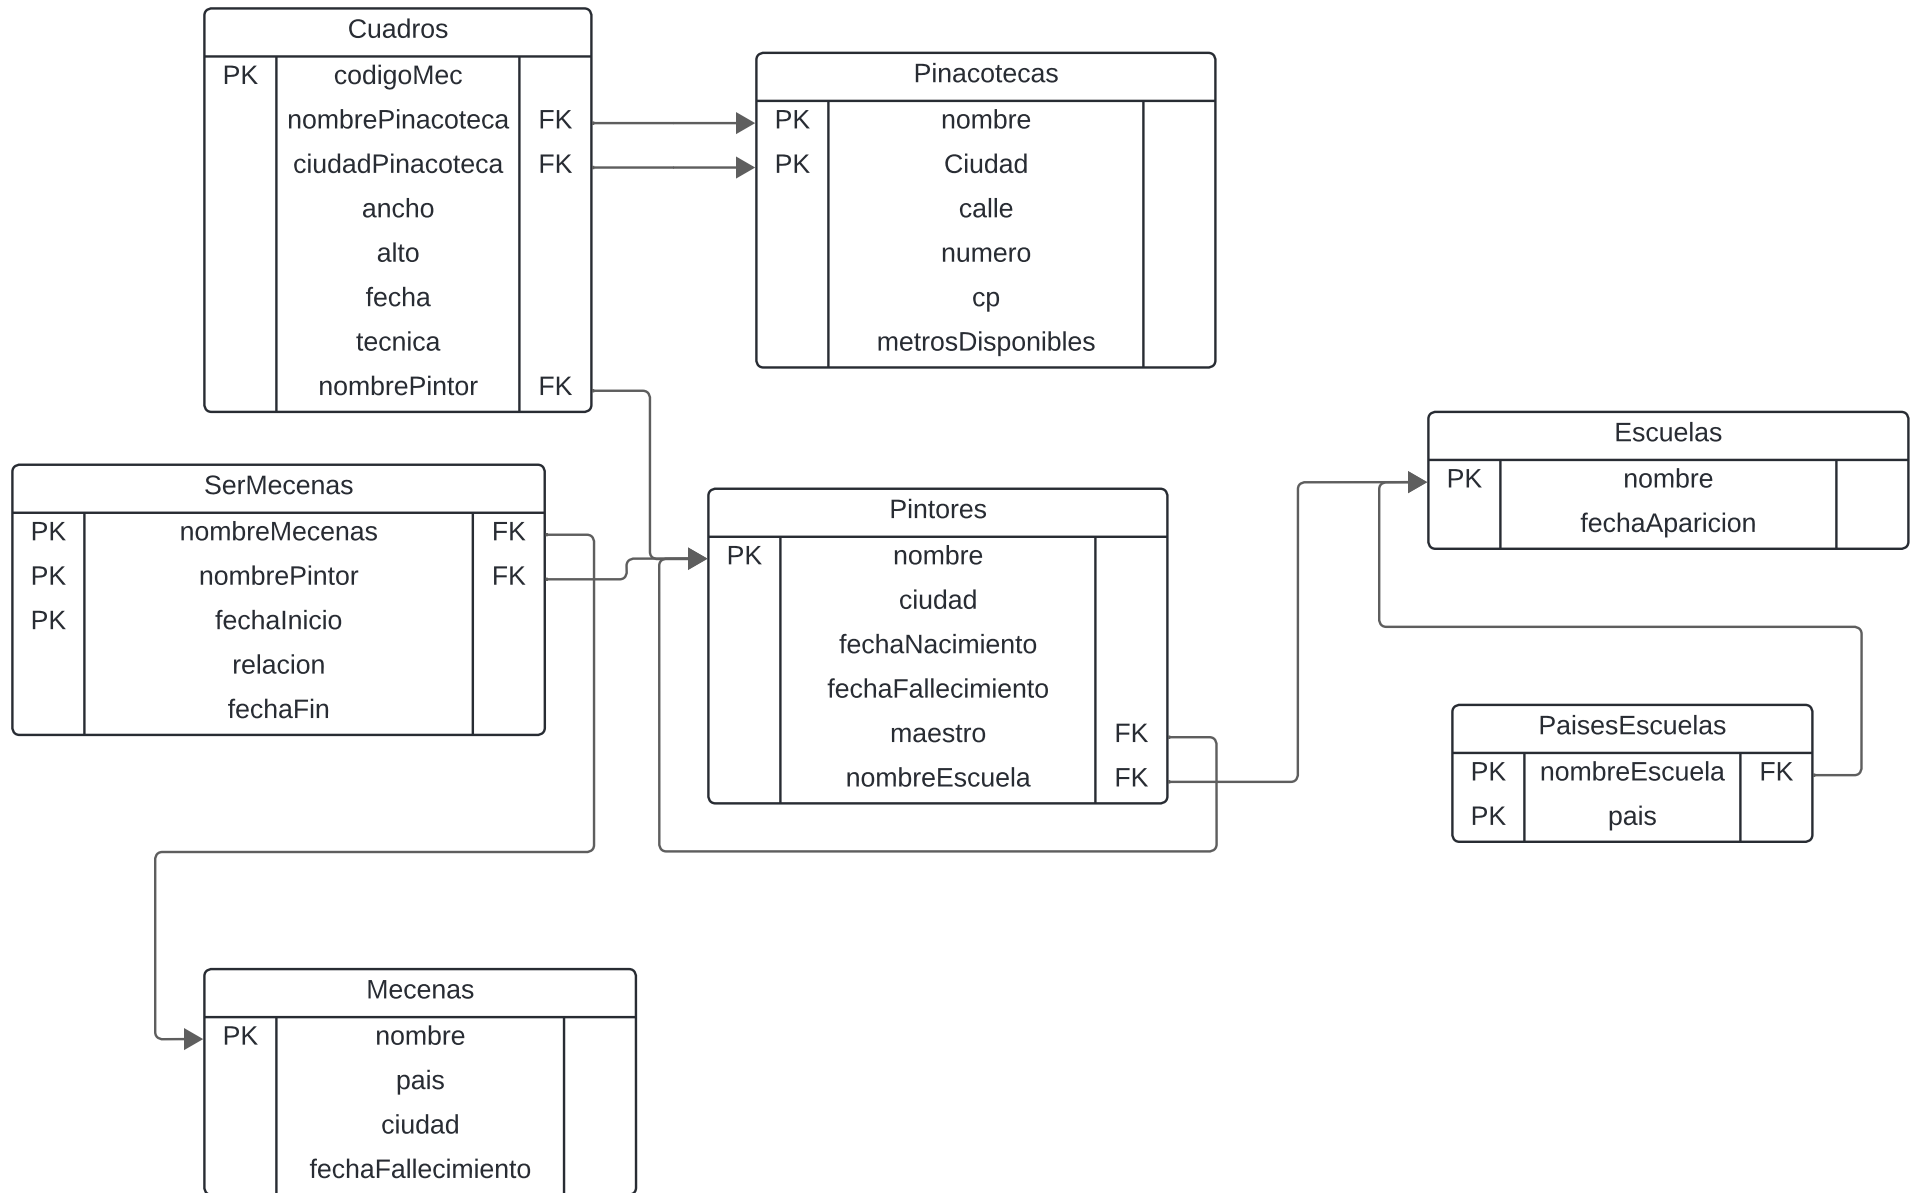 Cuadros
PK codigoMec
nombrePinacoteca FK
ciudadPinacoteca FK
ancho
alto
fecha
tecnica
nombrePintor FK
Pinacotecas
PK nombre
PK Ciudad
calle
numero
cp
metrosDisponibles
Escuelas
PK nombre
fechaAparicion
SerMecenas
PK nombreMecenas FK
PK nombrePintor FK
PK fechaInicio
relacion
fechaFin
Pintores
PK nombre
ciudad
fechaNacimiento
fechaFallecimiento
maestro FK
nombreEscuela FK
PaisesEscuelas
PK nombreEscuela FK
PK pais
Mecenas
PK nombre
pais
ciudad
fechaFallecimiento